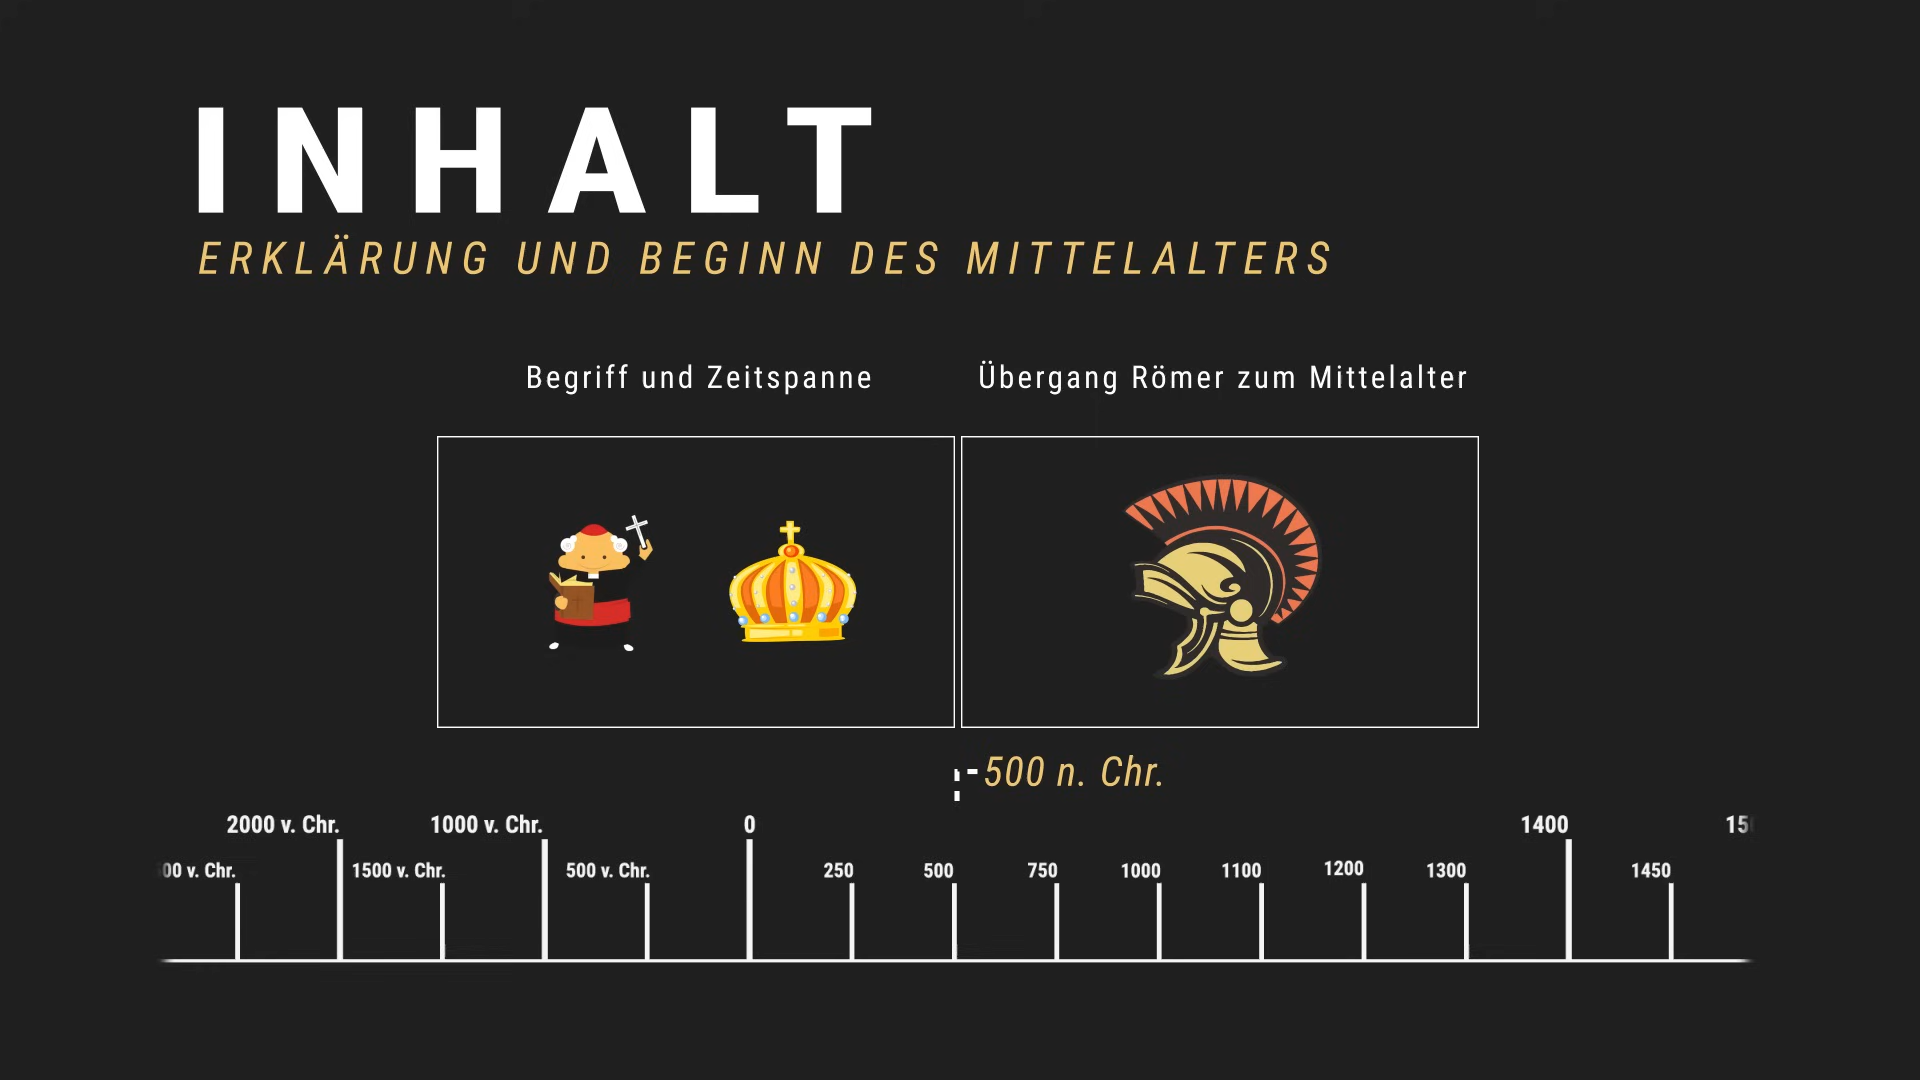 INHALT
ERKLÄRUNG UND BEGINN DES MITTELALTERS
Begriff und Zeitspanne
Übergang Römer zum Mittelalter
500 n. Chr.
2000 v. Chr.
1000 v. Chr.
0
1400
v. Chr.
1500 v. Chr.
500 v. Chr.
250
500
750
1000
1100
1200
1300
1450